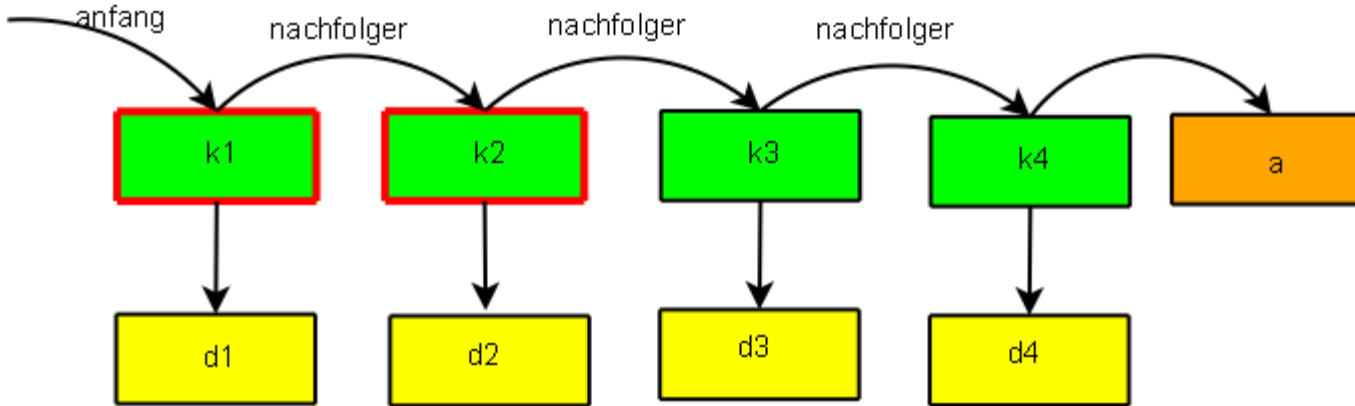 anfang
nachfolger
nachfolger
nachfolger
k1
k2
k3
k4
a
d1
d2
d3
d4